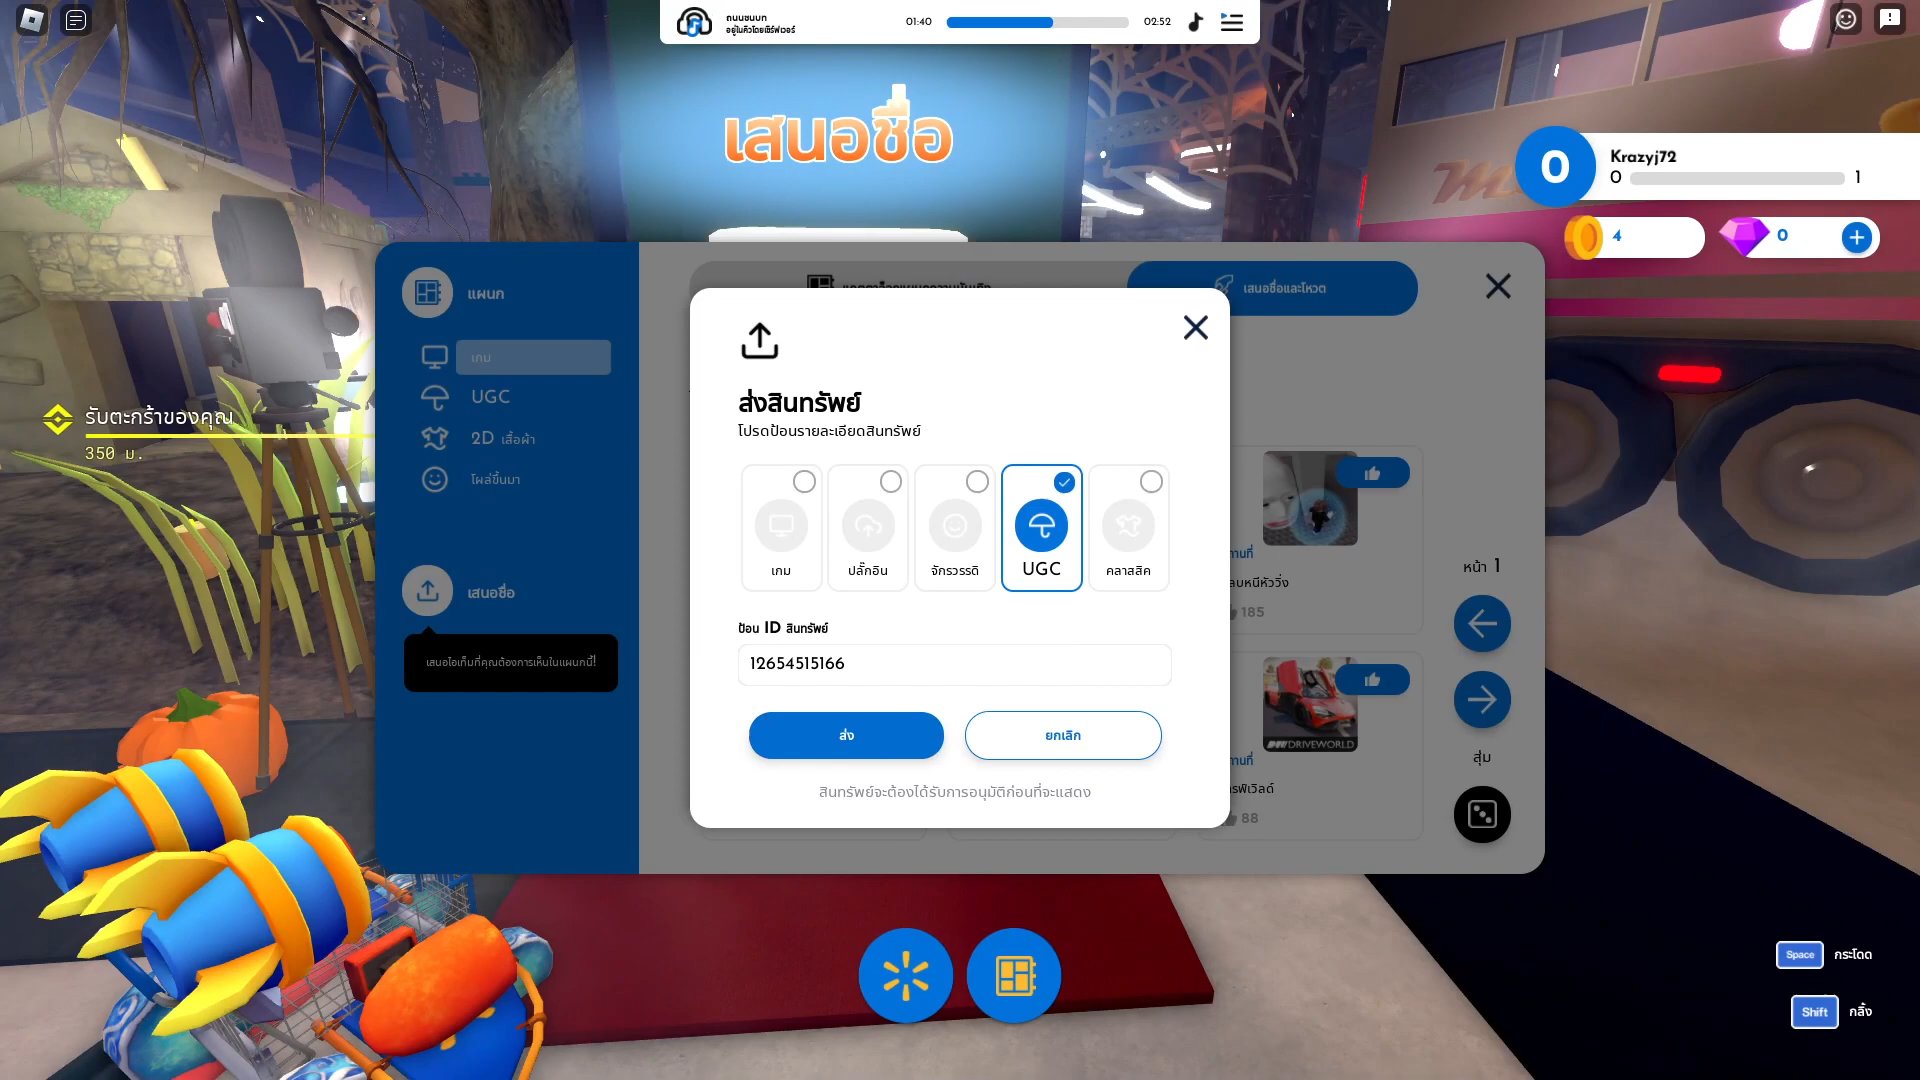 ถนนชนบท
อยู่ในคิวโดยเซิร์ฟเวอร์
01:40
02:52
เสนอชื่อ
0
Krazyj72
0
1
4
0
แผนก
เสนอชื่อและโหวต
เกม
UGC
2D เสื้อผ้า
โผล่ขึ้นมา
รับตะกร้าของคุณ
350 ม.
เสนอชื่อ
เสนอไอเท็มที่คุณต้องการเห็นในแผนกนี้!
ส่งสินทรัพย์
โปรดป้อนรายละเอียดสินทรัพย์
เกม
ปลั๊กอิน
จักรวรรดิ
UGC
คลาสสิค
ป้อน ID สินทรัพย์
12654515166
ส่ง
ยกเลิก
สินทรัพย์จะต้องได้รับการอนุมัติก่อนที่จะแสดง
185
DRIVEWORLD
88
หน้า 1
สุ่ม
Space
กระโดด
Shift
กลิ้ง